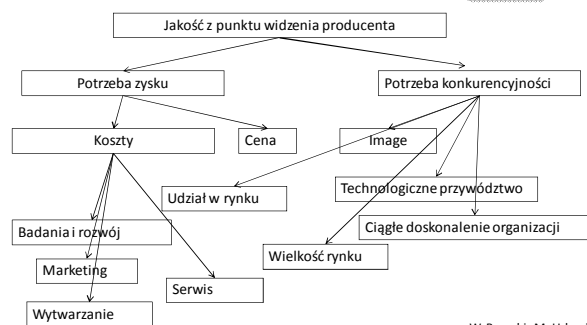 Jakość z punktu widzenia producenta
Potrzeba zysku
Potrzeba konkurencyjności
Koszty
Cena
Image
Udział w rynku
Technologiczne przywództwo
Badania i rozwój
Ciągłe doskonalenie organizacji
Marketing
Wielkość rynku
Serwis
Wytwarzanie